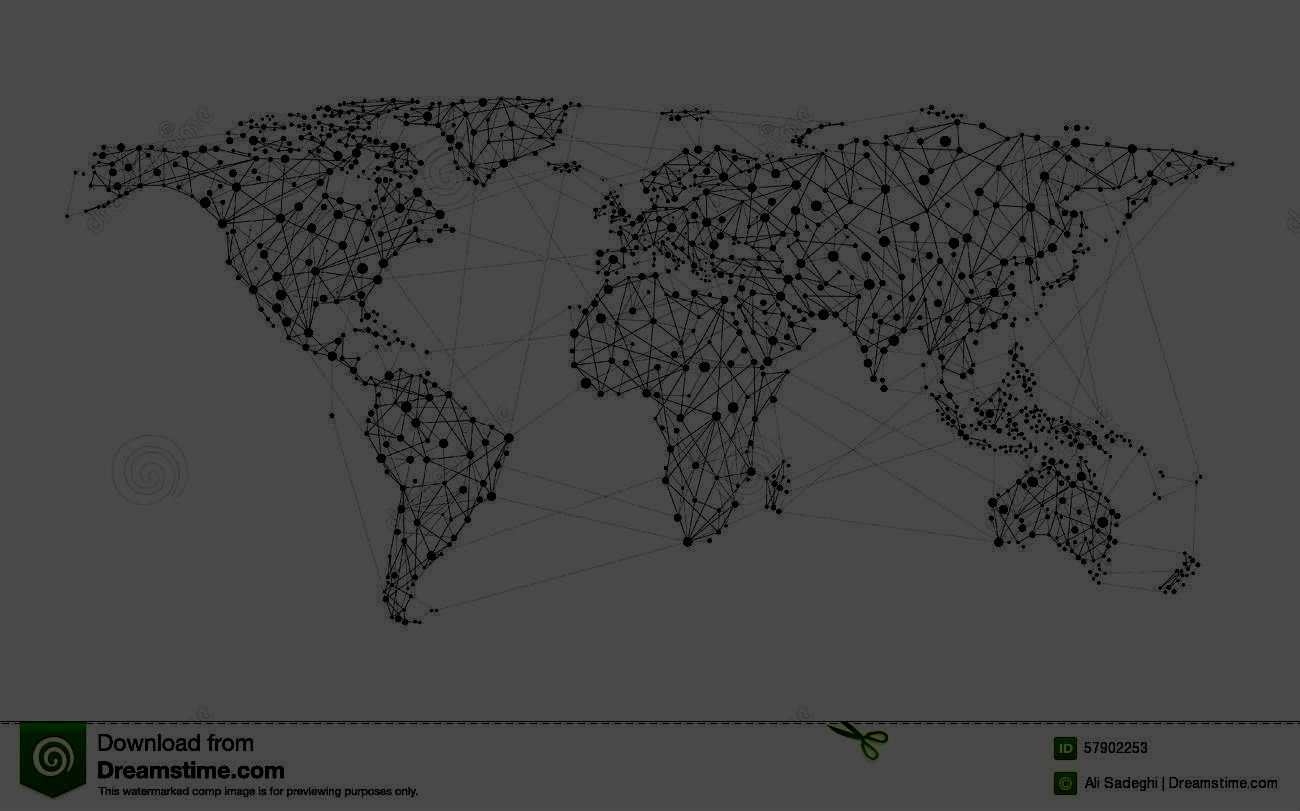 Download from
Dreamstime.com
This watermarked comp image is for previewing purposes only.
ID 57902253
© Ali Sadeghi | Dreamstime.com